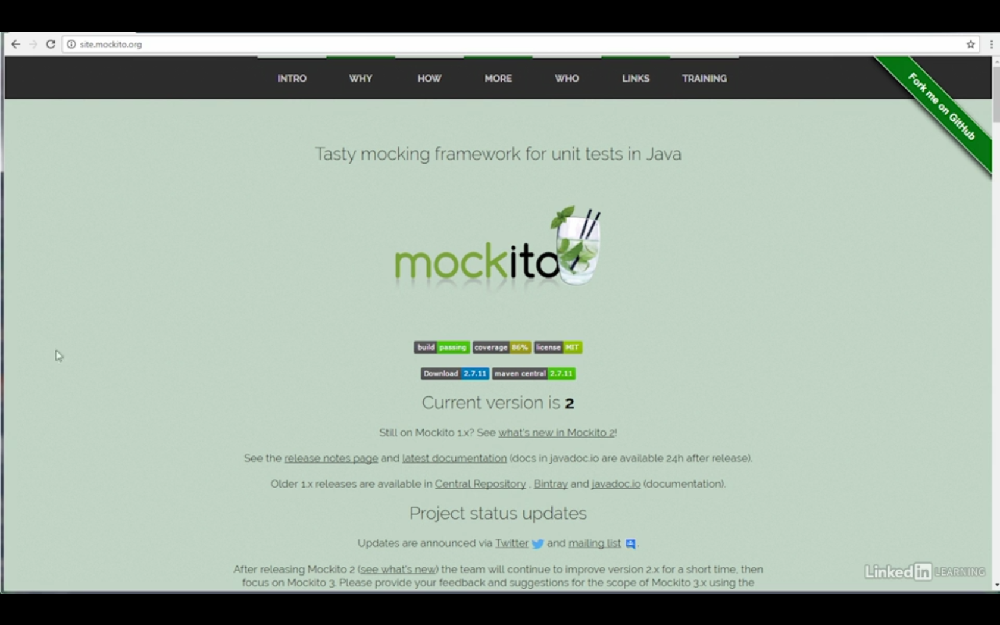 site.mockito.org
INTRO WHY HOW MORE WHO LINKS TRAINING
Fork me on GitHub
Tasty mocking framework for unit tests in Java
mockito
build passing coverage 86% license MIT
Download 2.7.11 maven central 2.7.11
Current version is 2
Still on Mockito 1.x? See what's new in Mockito 2!
See the release notes page and latest documentation (docs in javadoc.io are available 24h after release).
Older 1.x releases are available in Central Repository , Bintray and javadoc.io (documentation).
Project status updates
Updates are announced via Twitter and mailing list .
After releasing Mockito 2 (see what's new) the team will continue to improve version 2.x for a short time, then
focus on Mockito 3. Please provide your feedback and suggestions for the scope of Mockito 3.x using the
Linked in LEARNING